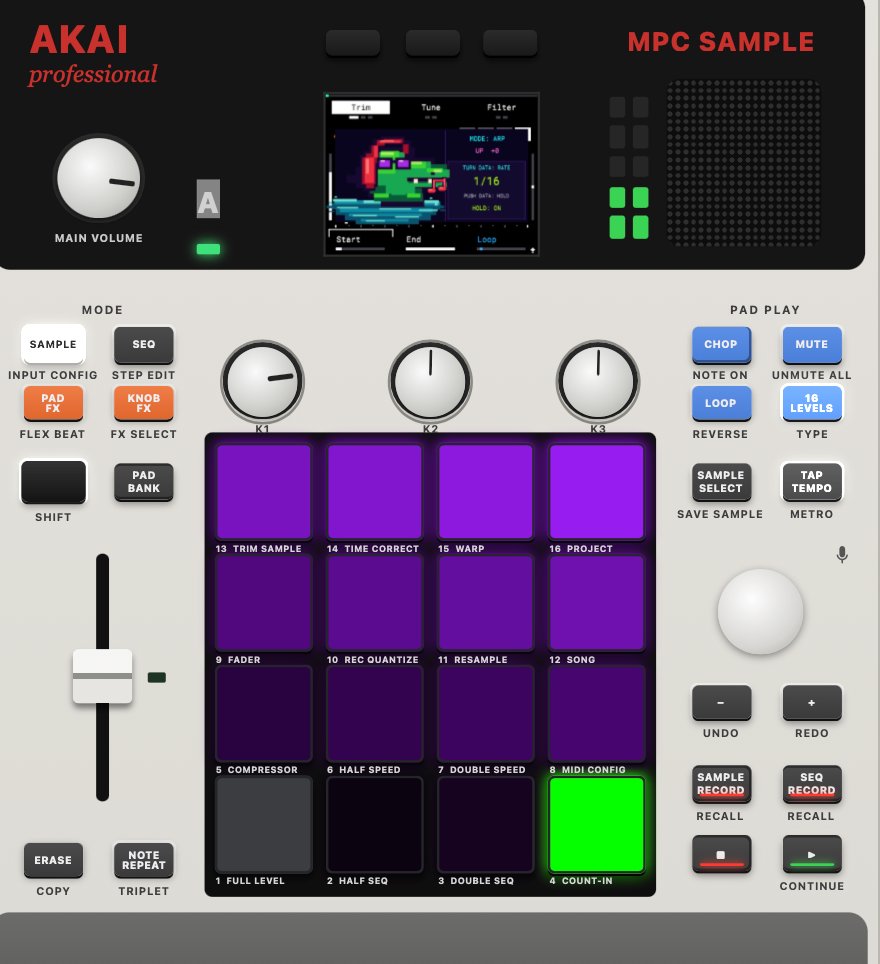 AKAI
professional
MPC SAMPLE
Trim Tune Filter
MODE: ARP
UP +0
TURN DATA: RATE
1/16
PUSH DATA: HOLD
HOLD: ON
Start End Loop
MAIN VOLUME
A
MODE
SAMPLE
SEQ
INPUT CONFIG STEP EDIT
PAD
FX
KNOB
FX
FLEX BEAT FX SELECT
SHIFT
PAD
BANK
K1 K2 K3
PAD PLAY
CHOP
MUTE
NOTE ON UNMUTE ALL
LOOP
16
LEVELS
REVERSE TYPE
SAMPLE
SELECT
TAP
TEMPO
SAVE SAMPLE METRO
13 TRIM SAMPLE 14 TIME CORRECT 15 WARP 16 PROJECT
9 FADER 10 REC QUANTIZE 11 RESAMPLE 12 SONG
5 COMPRESSOR 6 HALF SPEED 7 DOUBLE SPEED 8 MIDI CONFIG
1 FULL LEVEL 2 HALF SEQ 3 DOUBLE SEQ 4 COUNT-IN
− +
UNDO REDO
SAMPLE
RECORD
SEQ
RECORD
RECALL RECALL
CONTINUE
ERASE
NOTE
REPEAT
COPY TRIPLET